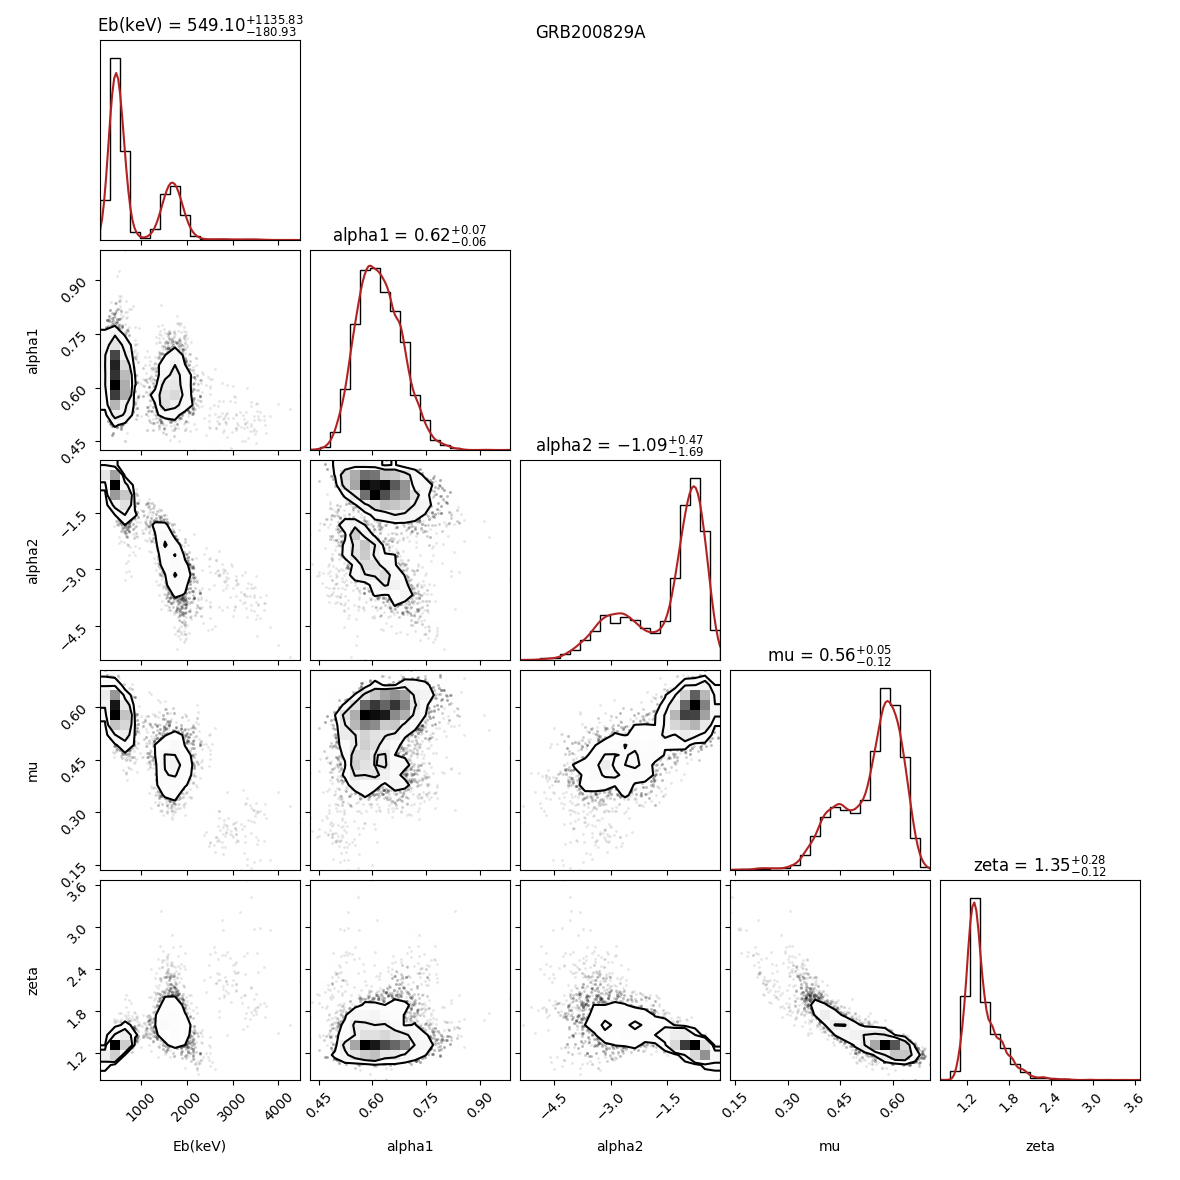 Eb(keV) = 549.10+1135.83 −180.93
GRB200829A
alpha1 = 0.62+0.07 −0.06
0.90
0.75
0.60
0.45
alpha1
alpha2 = −1.09+0.47 −1.69
−1.5
−3.0
−4.5
alpha2
mu = 0.56+0.05 −0.12
0.60
0.45
0.30
0.15
mu
zeta = 1.35+0.28 −0.12
3.6
3.0
2.4
1.8
1.2
zeta
1000 2000 3000 4000 0.45 0.60 0.75 0.90 −4.5 −3.0 −1.5 0.15 0.30 0.45 0.60 1.2 1.8 2.4 3.0 3.6
Eb(keV) alpha1 alpha2 mu zeta